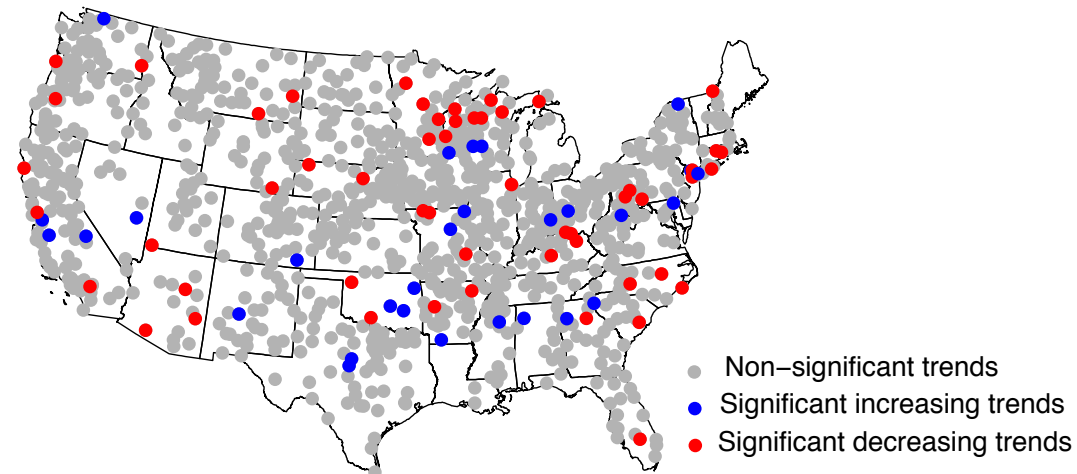 Non−significant trends
Significant increasing trends
Significant decreasing trends